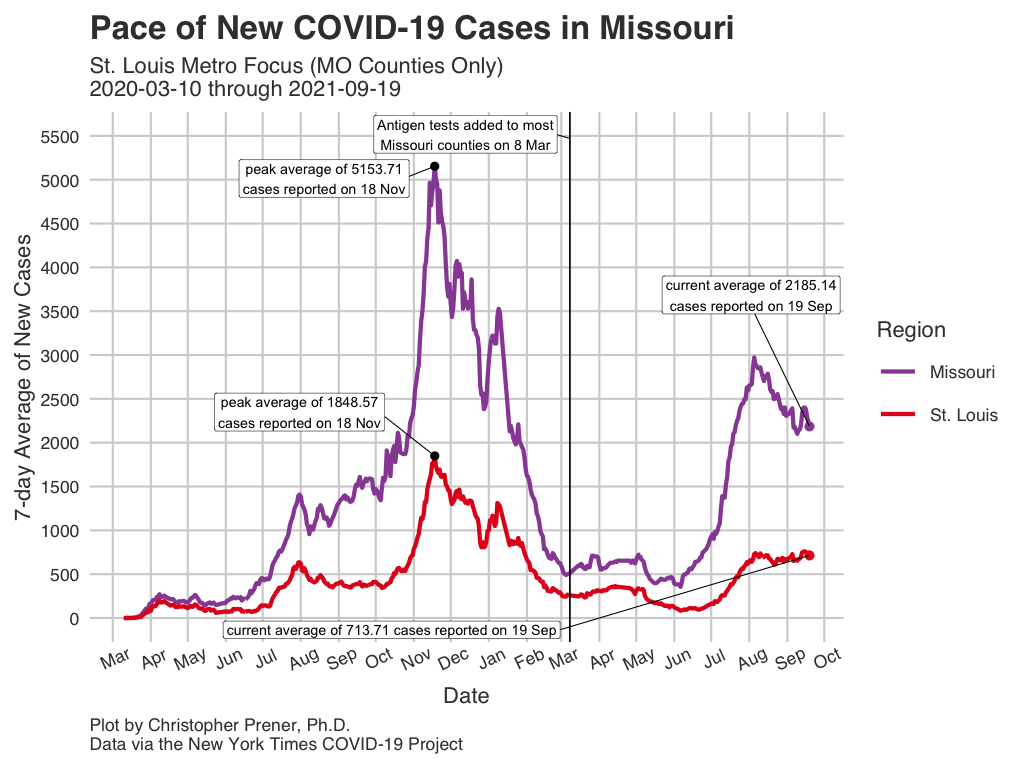 Pace of New COVID-19 Cases in Missouri
St. Louis Metro Focus (MO Counties Only)
2020-03-10 through 2021-09-19
Antigen tests added to most
Missouri counties on 8 Mar
peak average of 5153.71
cases reported on 18 Nov
current average of 2185.14
cases reported on 19 Sep
peak average of 1848.57
cases reported on 18 Nov
current average of 713.71 cases reported on 19 Sep
7-day Average of New Cases
5500
5000
4500
4000
3500
3000
2500
2000
1500
1000
500
0
Mar Apr May Jun Jul Aug Sep Oct Nov Dec Jan Feb Mar Apr May Jun Jul Aug Sep Oct
Date
Region
Missouri
St. Louis
Plot by Christopher Prener, Ph.D.
Data via the New York Times COVID-19 Project